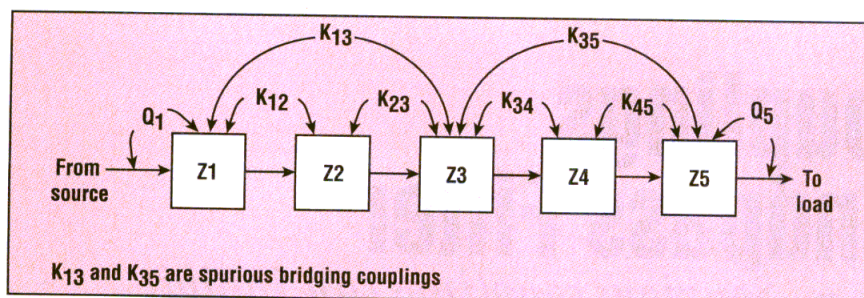 K13 K35
K12 K23 K34 K45
Q1 Q5
From source Z1 Z2 Z3 Z4 Z5 To load
K13 and K35 are spurious bridging couplings